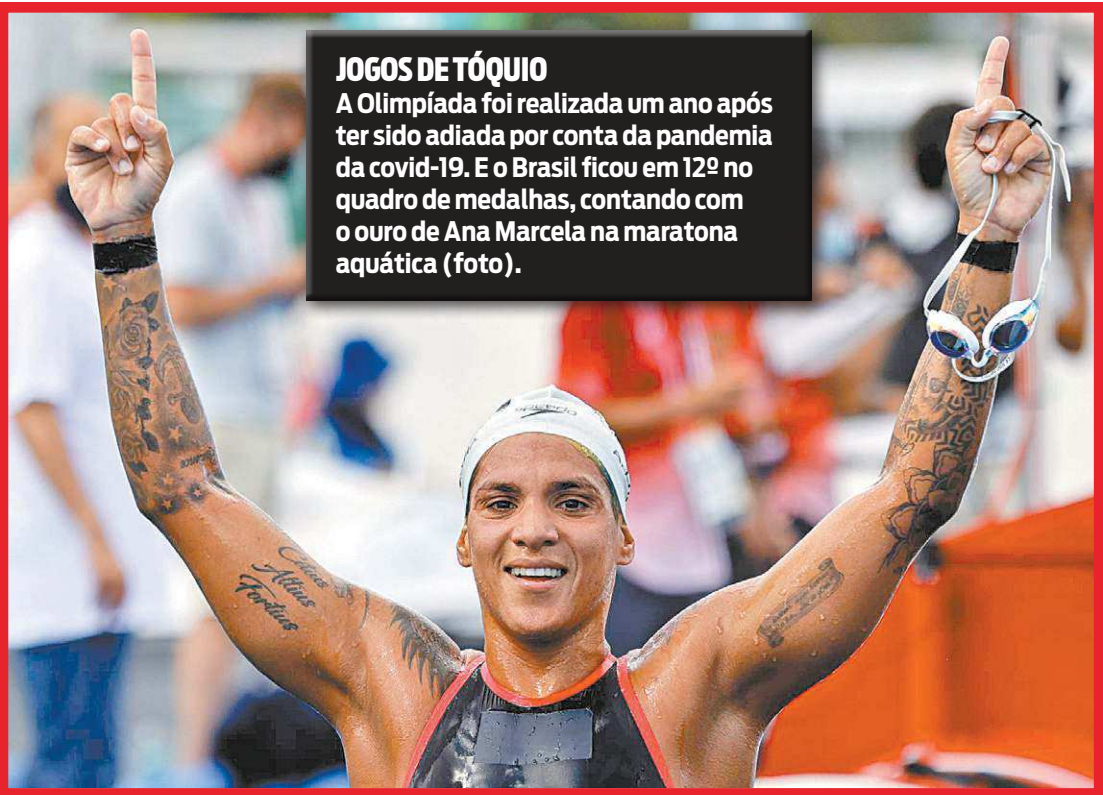 JOGOS DE TÓQUIO
A Olimpíada foi realizada um ano após
ter sido adiada por conta da pandemia
da covid-19. E o Brasil ficou em 12º no
quadro de medalhas, contando com
o ouro de Ana Marcela na maratona
aquática (foto).
speedo
Citius
Altius
Fortius